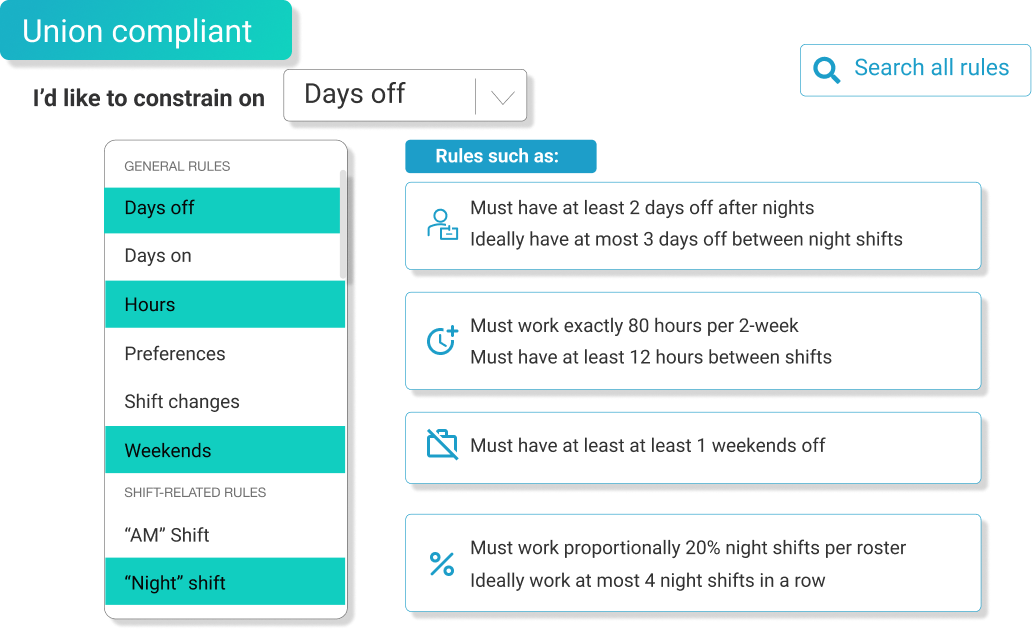 Union compliant
Search all rules
I’d like to constrain on
Days off
GENERAL RULES
Days off
Days on
Hours
Preferences
Shift changes
Weekends
SHIFT-RELATED RULES
“AM” Shift
“Night” shift
Rules such as:
Must have at least 2 days off after nights
Ideally have at most 3 days off between night shifts
Must work exactly 80 hours per 2-week
Must have at least 12 hours between shifts
Must have at least at least 1 weekends off
Must work proportionally 20% night shifts per roster
Ideally work at most 4 night shifts in a row